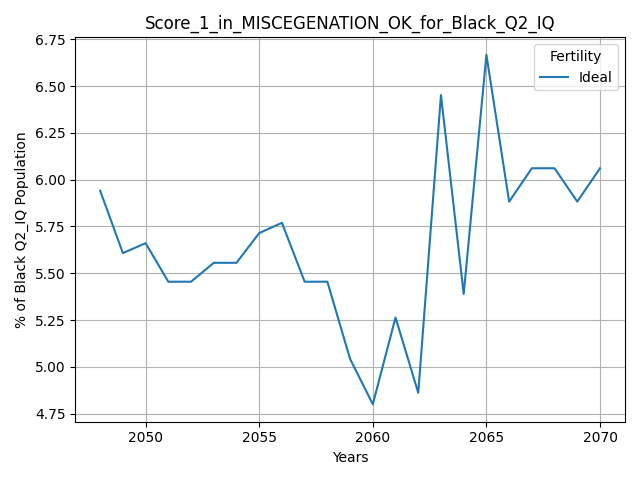 Score_1_in_MISCEGENATION_OK_for_Black_Q2_IQ
Fertility
Ideal
% of Black Q2_IQ Population
6.75
6.50
6.25
6.00
5.75
5.50
5.25
5.00
4.75
2050
2055
2060
2065
2070
Years